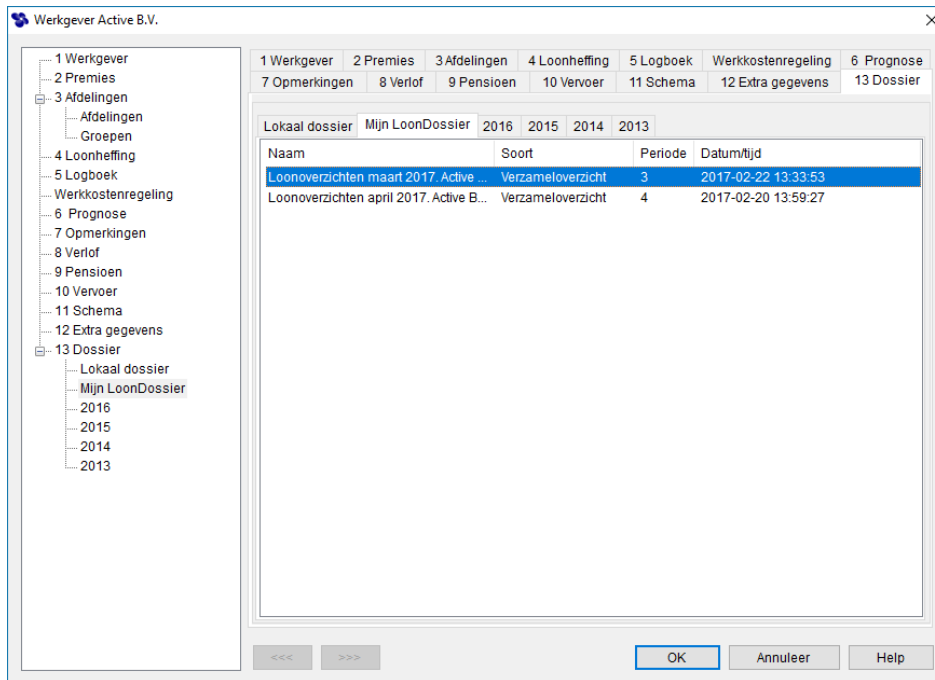 Werkgever Active B.V.
1 Werkgever
2 Premies
3 Afdelingen
Afdelingen
Groepen
4 Loonheffing
5 Logboek
Werkkostenregeling
6 Prognose
7 Opmerkingen
8 Verlof
9 Pensioen
10 Vervoer
11 Schema
12 Extra gegevens
13 Dossier
Lokaal dossier
Mijn LoonDossier
2016
2015
2014
2013
1 Werkgever 2 Premies 3 Afdelingen 4 Loonheffing 5 Logboek Werkkostenregeling 6 Prognose
7 Opmerkingen 8 Verlof 9 Pensioen 10 Vervoer 11 Schema 12 Extra gegevens 13 Dossier
Lokaal dossier Mijn LoonDossier 2016 2015 2014 2013
Naam Soort Periode Datum/tijd
Loonoverzichten maart 2017. Active ... Verzameloverzicht 3 2017-02-22 13:33:53
Loonoverzichten april 2017. Active B... Verzameloverzicht 4 2017-02-20 13:59:27
<<< >>> OK Annuleer Help